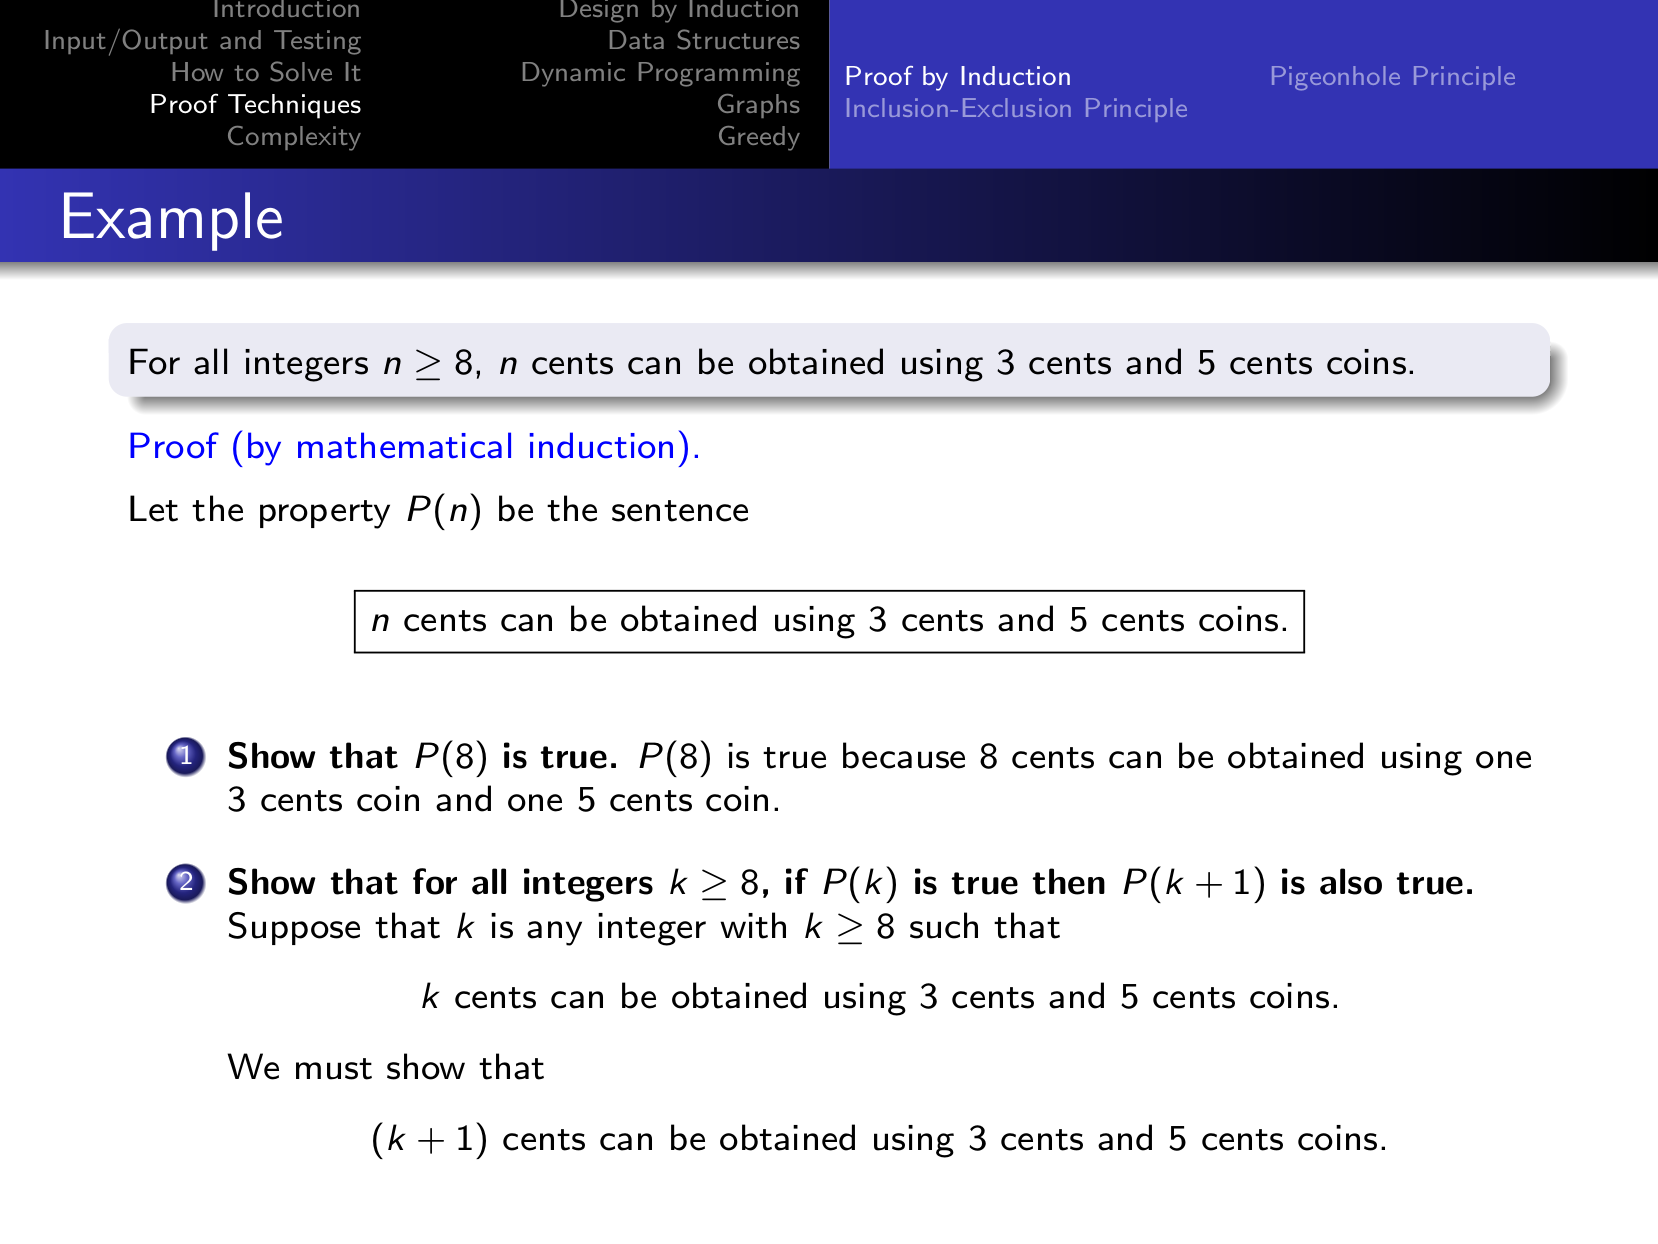 Introduction
Input/Output and Testing
How to Solve It
Proof Techniques
Complexity
Design by Induction
Data Structures
Dynamic Programming
Graphs
Greedy
Proof by Induction
Inclusion-Exclusion Principle
Pigeonhole Principle
Example
For all integers n ≥ 8, n cents can be obtained using 3 cents and 5 cents coins.
Proof (by mathematical induction).
Let the property P(n) be the sentence
n cents can be obtained using 3 cents and 5 cents coins.
1 Show that P(8) is true. P(8) is true because 8 cents can be obtained using one
3 cents coin and one 5 cents coin.
2 Show that for all integers k ≥ 8, if P(k) is true then P(k + 1) is also true.
Suppose that k is any integer with k ≥ 8 such that
k cents can be obtained using 3 cents and 5 cents coins.
We must show that
(k + 1) cents can be obtained using 3 cents and 5 cents coins.